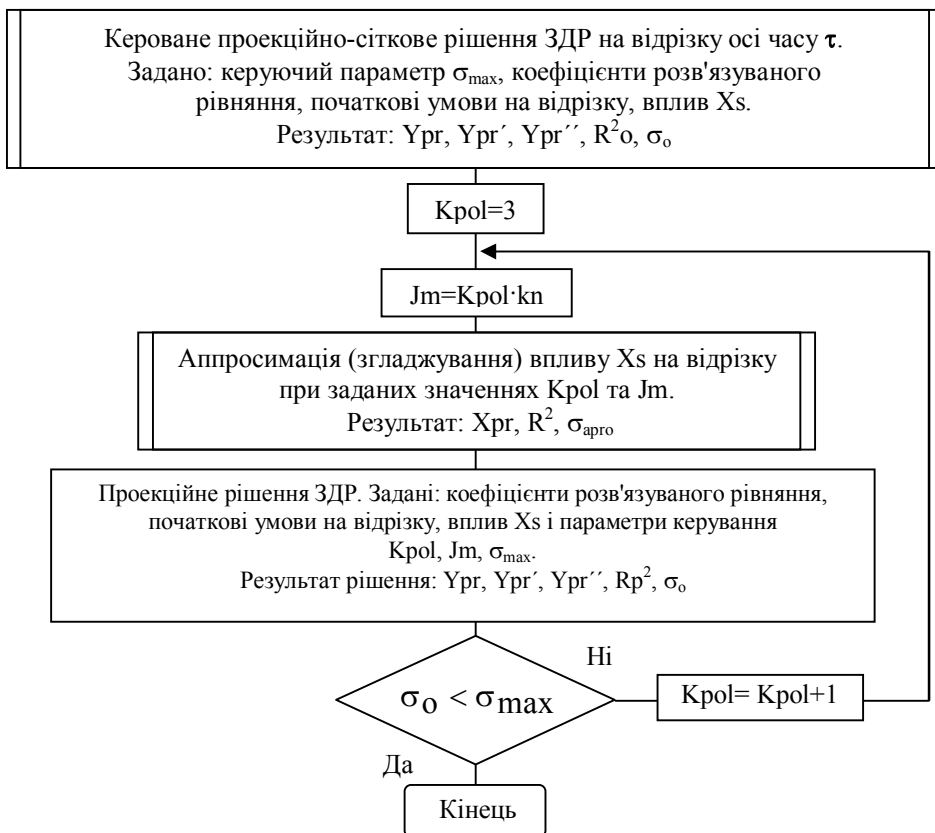 Кероване проекційно-сіткове рішення ЗДР на відрізку осі часу τ.
Задано: керуючий параметр σmax, коефіцієнти розв'язуваного
рівняння, початкові умови на відрізку, вплив Xs.
Результат: Ypr, Ypr´, Ypr´´, R²o, σo
Kpol=3
Jm=Kpol·kn
Аппросимація (згладжування) впливу Xs на відрізку
при заданих значеннях Kpol та Jm.
Результат: Xpr, R², σapro
Проекційне рішення ЗДР. Задані: коефіцієнти розв'язуваного рівняння,
початкові умови на відрізку, вплив Xs і параметри керування
Kpol, Jm, σmax.
Результат рішення: Ypr, Ypr´, Ypr´´, Rp², σo
Ні
σo < σmax
Kpol= Kpol+1
Да
Кінець